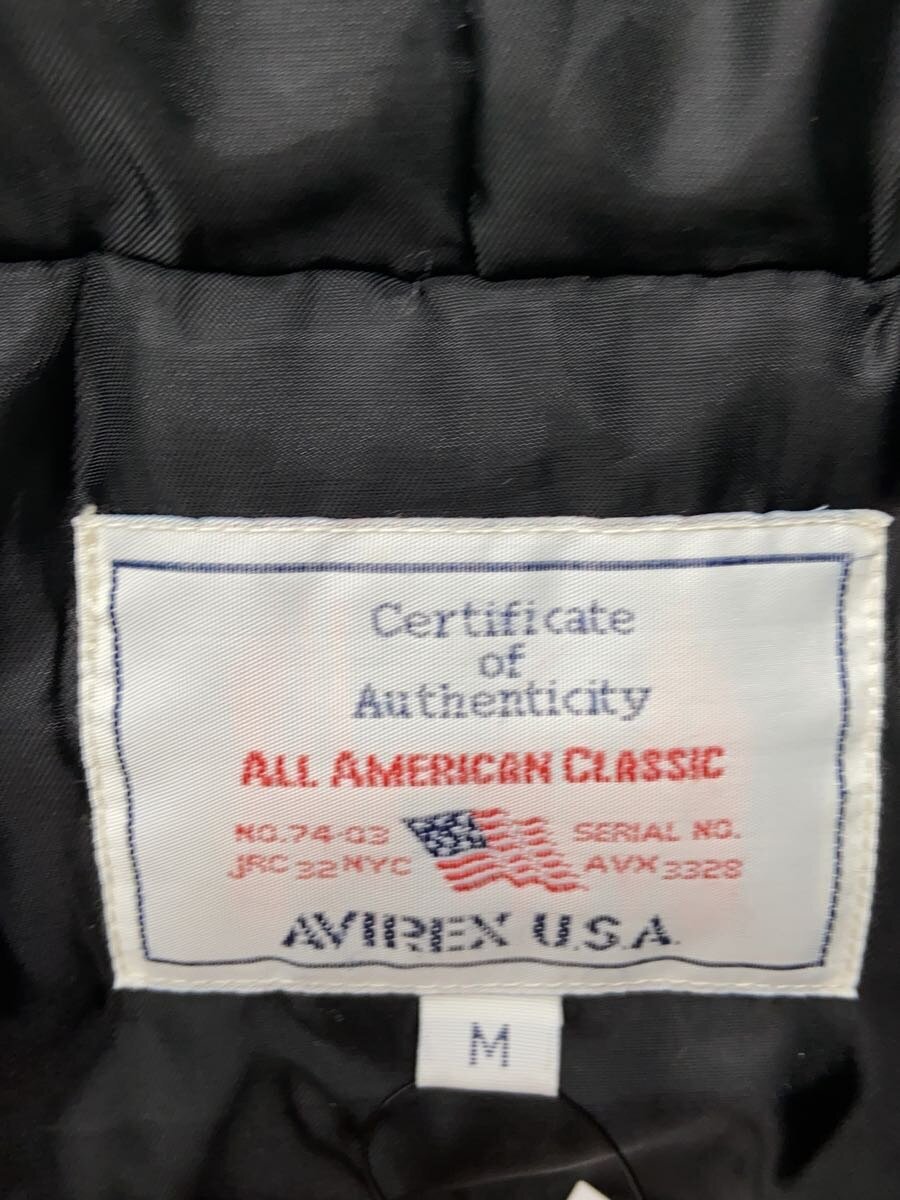 Certificate
of
Authenticity
ALL AMERICAN CLASSIC
NO.74-03 SERIAL NO.
JRC 32 NYC AVX 3328
AVIREX U.S.A.
M